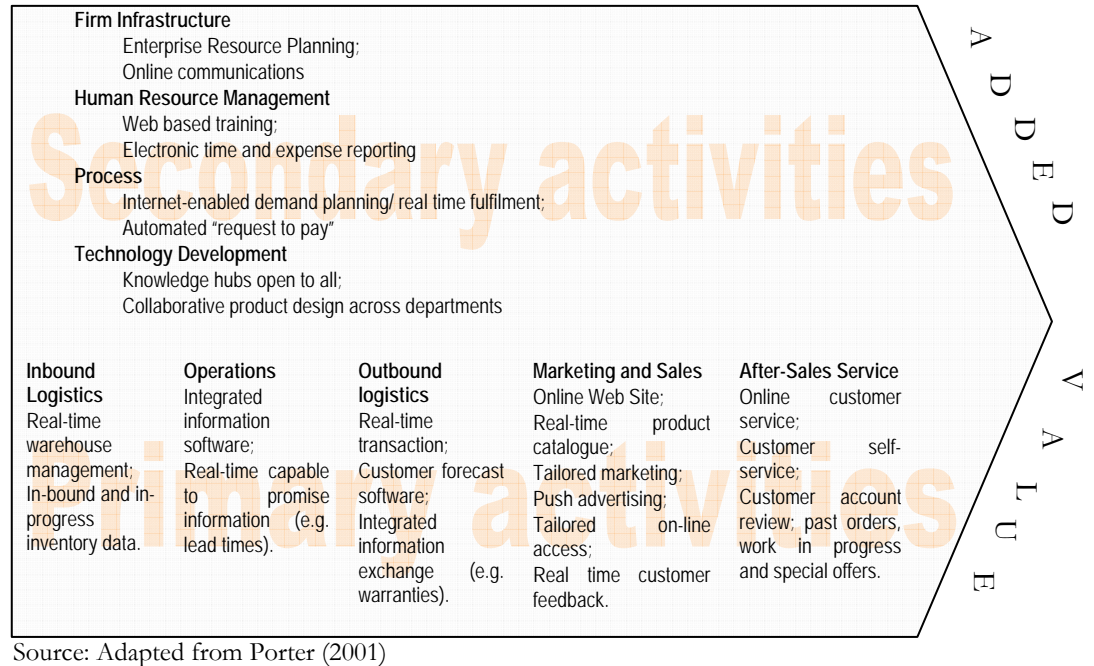 Firm Infrastructure
Enterprise Resource Planning;
Online communications
Human Resource Management
Web based training;
Electronic time and expense reporting
Process
Internet-enabled demand planning/ real time fulfilment;
Automated “request to pay”
Technology Development
Knowledge hubs open to all;
Collaborative product design across departments
Secondary activities
Inbound
Logistics
Real-time
warehouse
management;
In-bound and in-
progress
inventory data.
Operations
Integrated
information
software;
Real-time capable
to promise
information (e.g.
lead times).
Outbound
logistics
Real-time
transaction;
Customer forecast
software;
Integrated
information
exchange (e.g.
warranties).
Marketing and Sales
Online Web Site;
Real-time product
catalogue;
Tailored marketing;
Push advertising;
Tailored on-line
access;
Real time customer
feedback.
After-Sales Service
Online customer
service;
Customer self-
service;
Customer account
review; past orders,
work in progress
and special offers.
Primary activities
ADDED VALUE
Source: Adapted from Porter (2001)